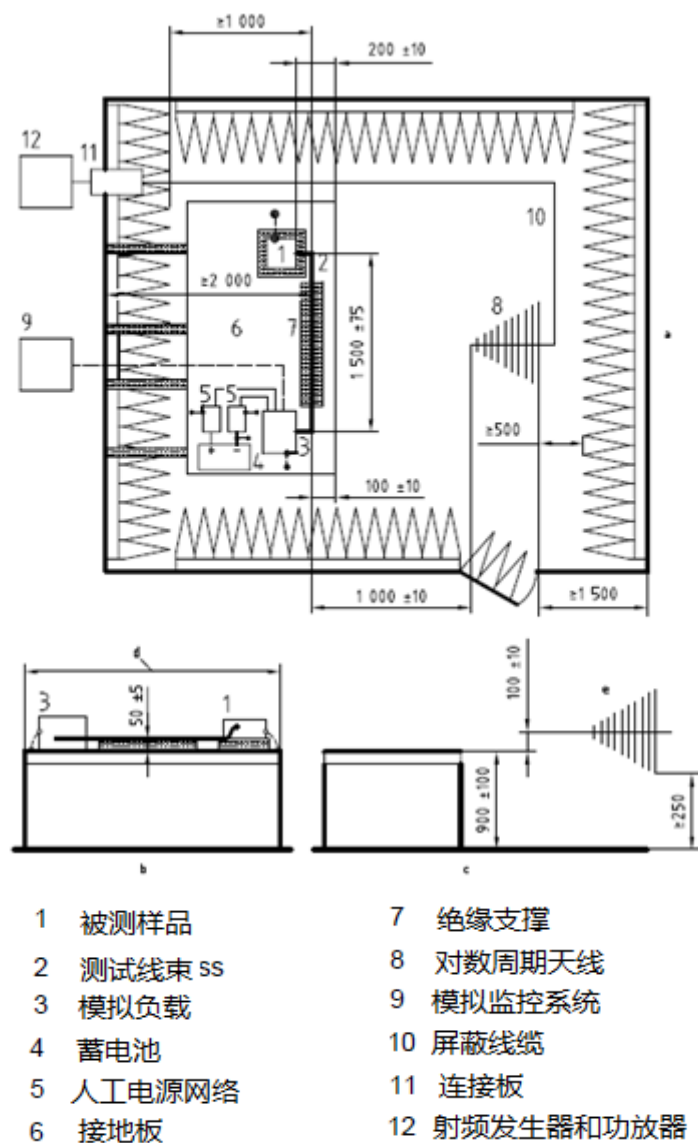 ≥1 000
200 ±10
12
11
10
1
2
≥2 000
9
6
7
1 500 ±75
8
a
5
5
≥500
4
3
100 ±10
1 000 ±10
≥1 500
d
3
50 ±5
1
100 ±10
e
900 ±100
≥250
b
c
1 被测样品
2 测试线束 ss
3 模拟负载
4 蓄电池
5 人工电源网络
6 接地板
7 绝缘支撑
8 对数周期天线
9 模拟监控系统
10 屏蔽线缆
11 连接板
12 射频发生器和功放器